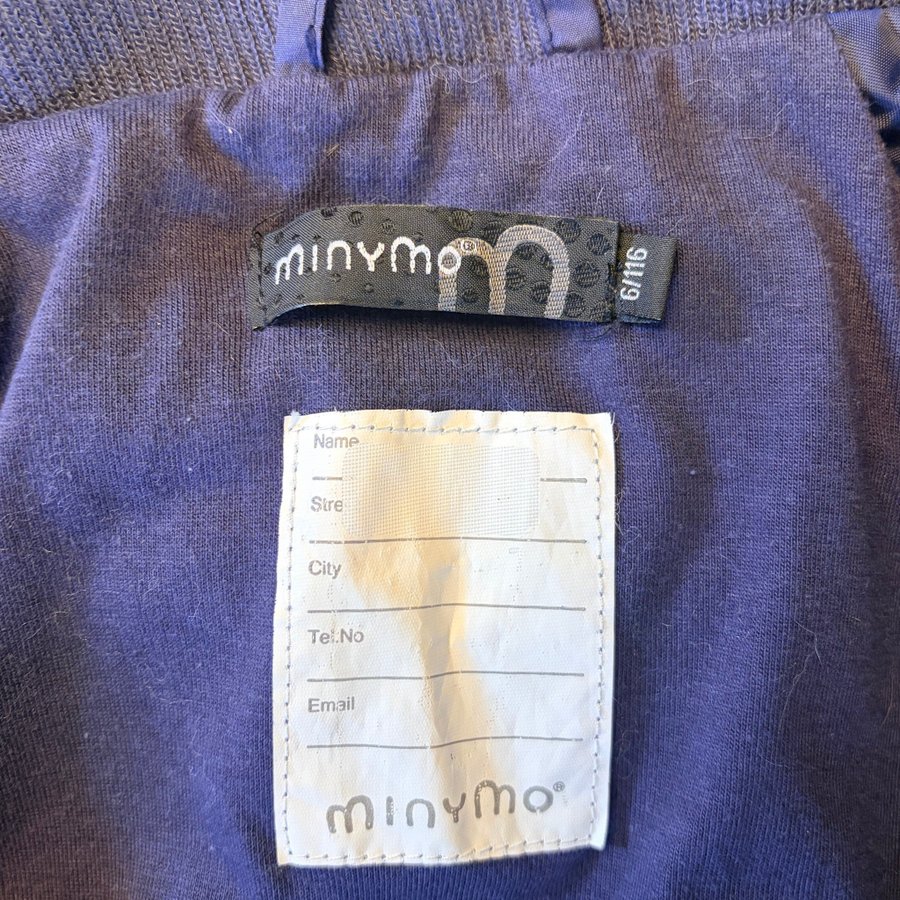 minymo®
6/116
Name
Stre
City
Tel.No
Email
minymo®